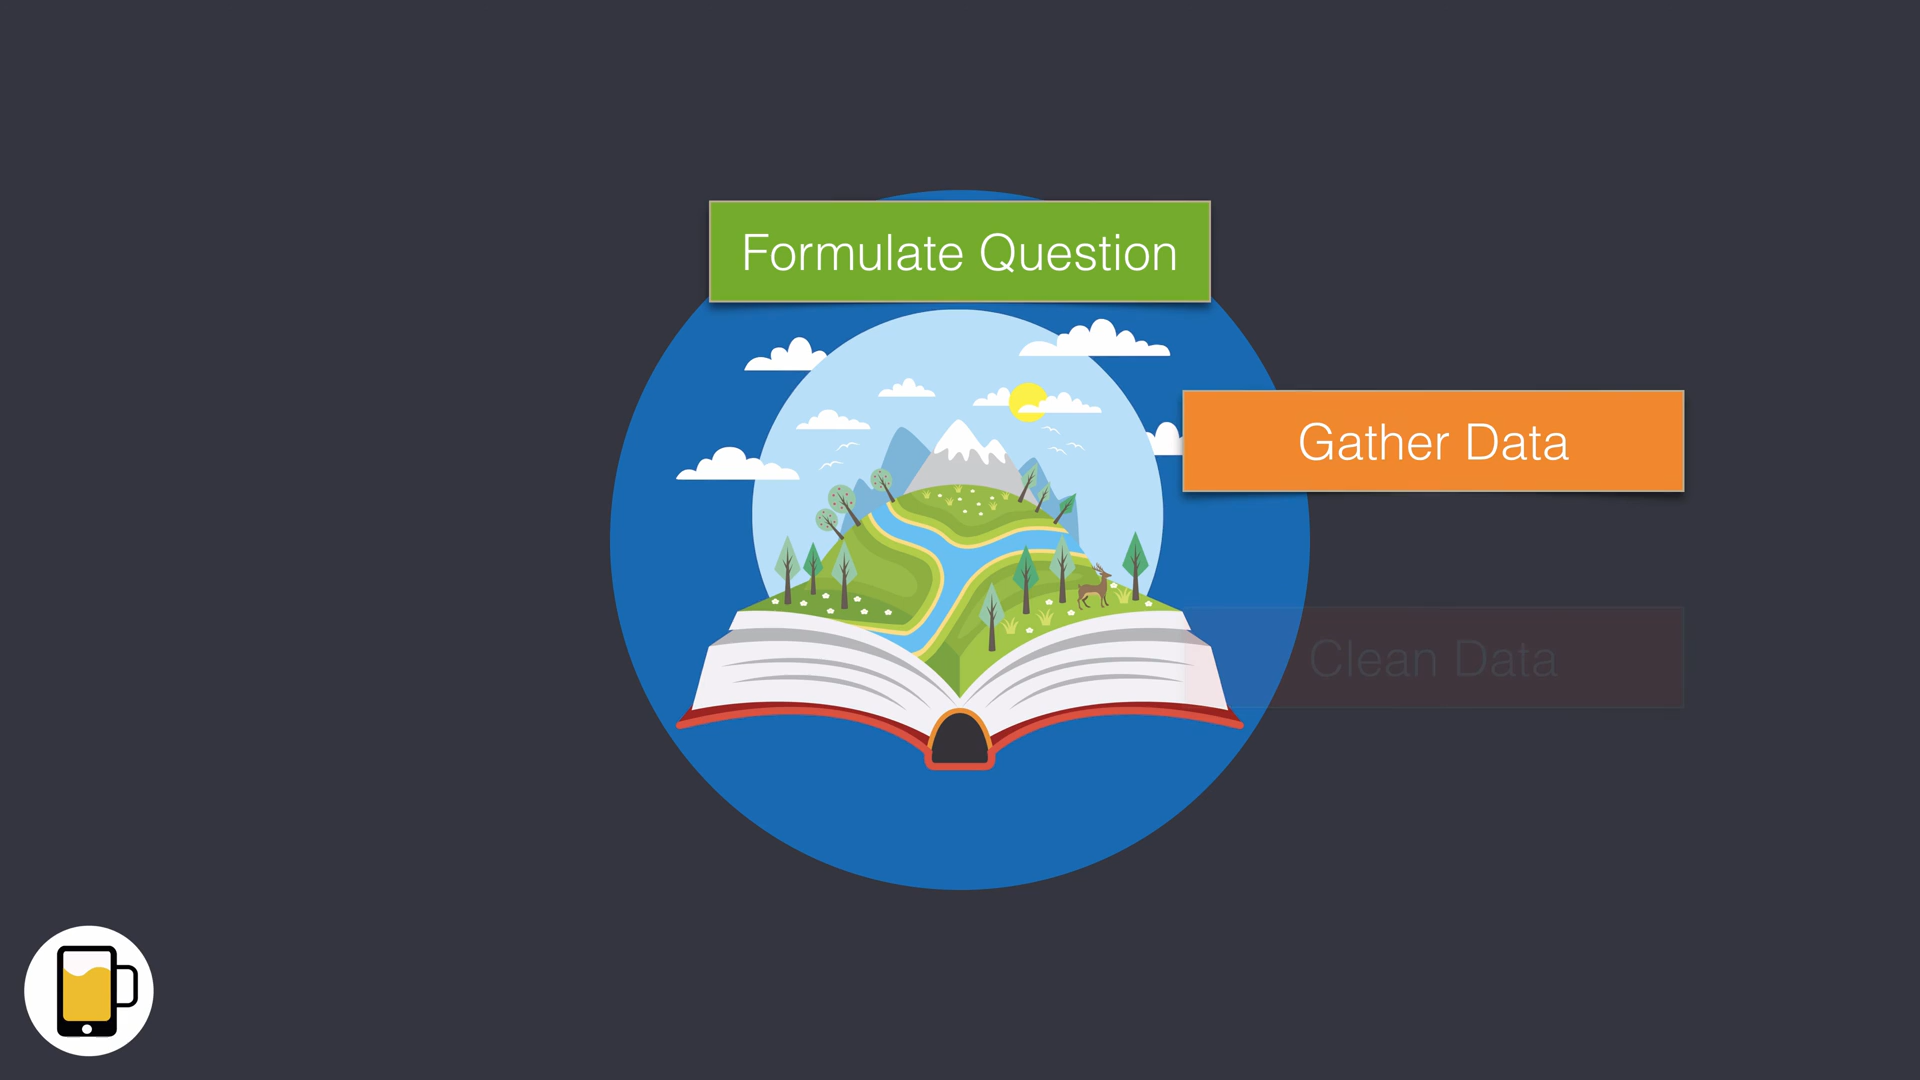 Formulate Question
Gather Data
Clean Data